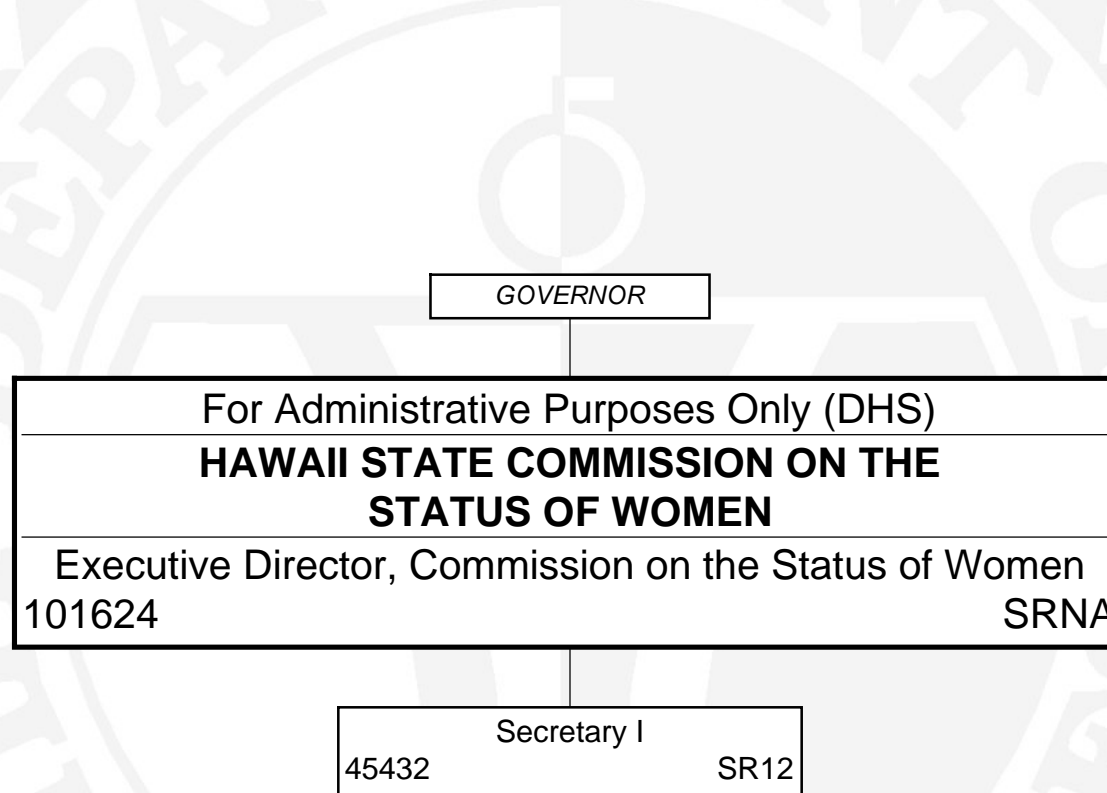 GOVERNOR
For Administrative Purposes Only (DHS)
HAWAII STATE COMMISSION ON THE
STATUS OF WOMEN
Executive Director, Commission on the Status of Women
101624 SRNA
Secretary I
45432 SR12